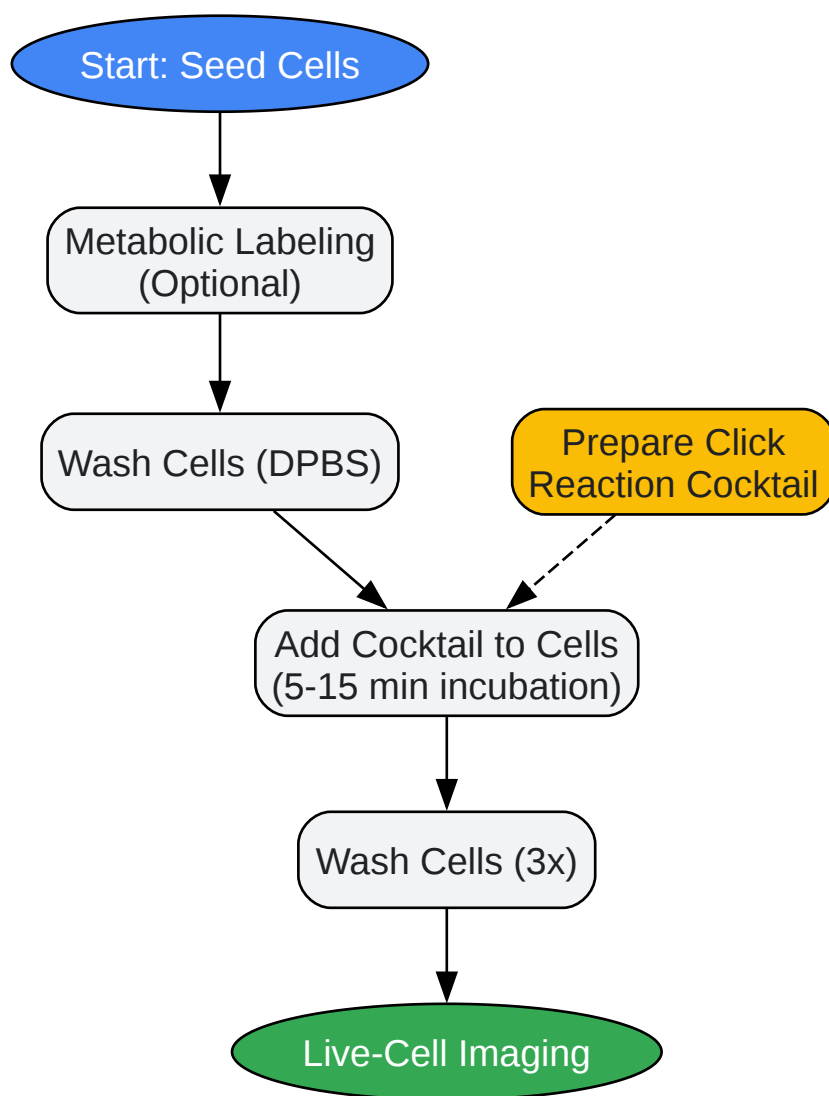 Start: Seed Cells
Metabolic Labeling
(Optional)
Wash Cells (DPBS)
Prepare Click
Reaction Cocktail
Add Cocktail to Cells
(5-15 min incubation)
Wash Cells (3x)
Live-Cell Imaging